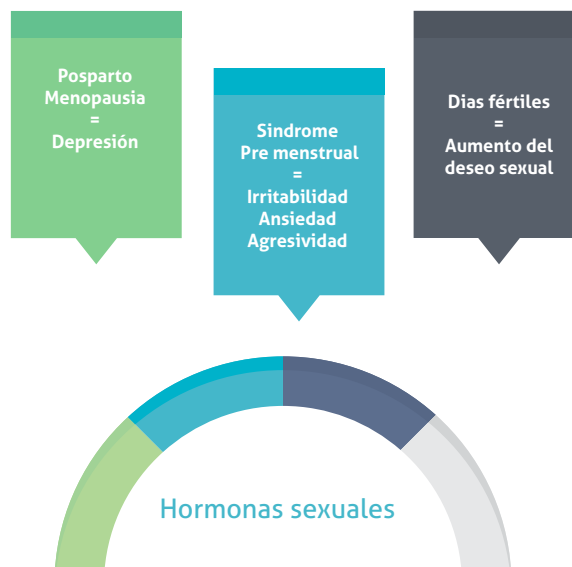 Posparto
Menopausia
=
Depresión
Sindrome
Pre menstrual
=
Irritabilidad
Ansiedad
Agresividad
Dias fértiles
=
Aumento del
deseo sexual
Hormonas sexuales